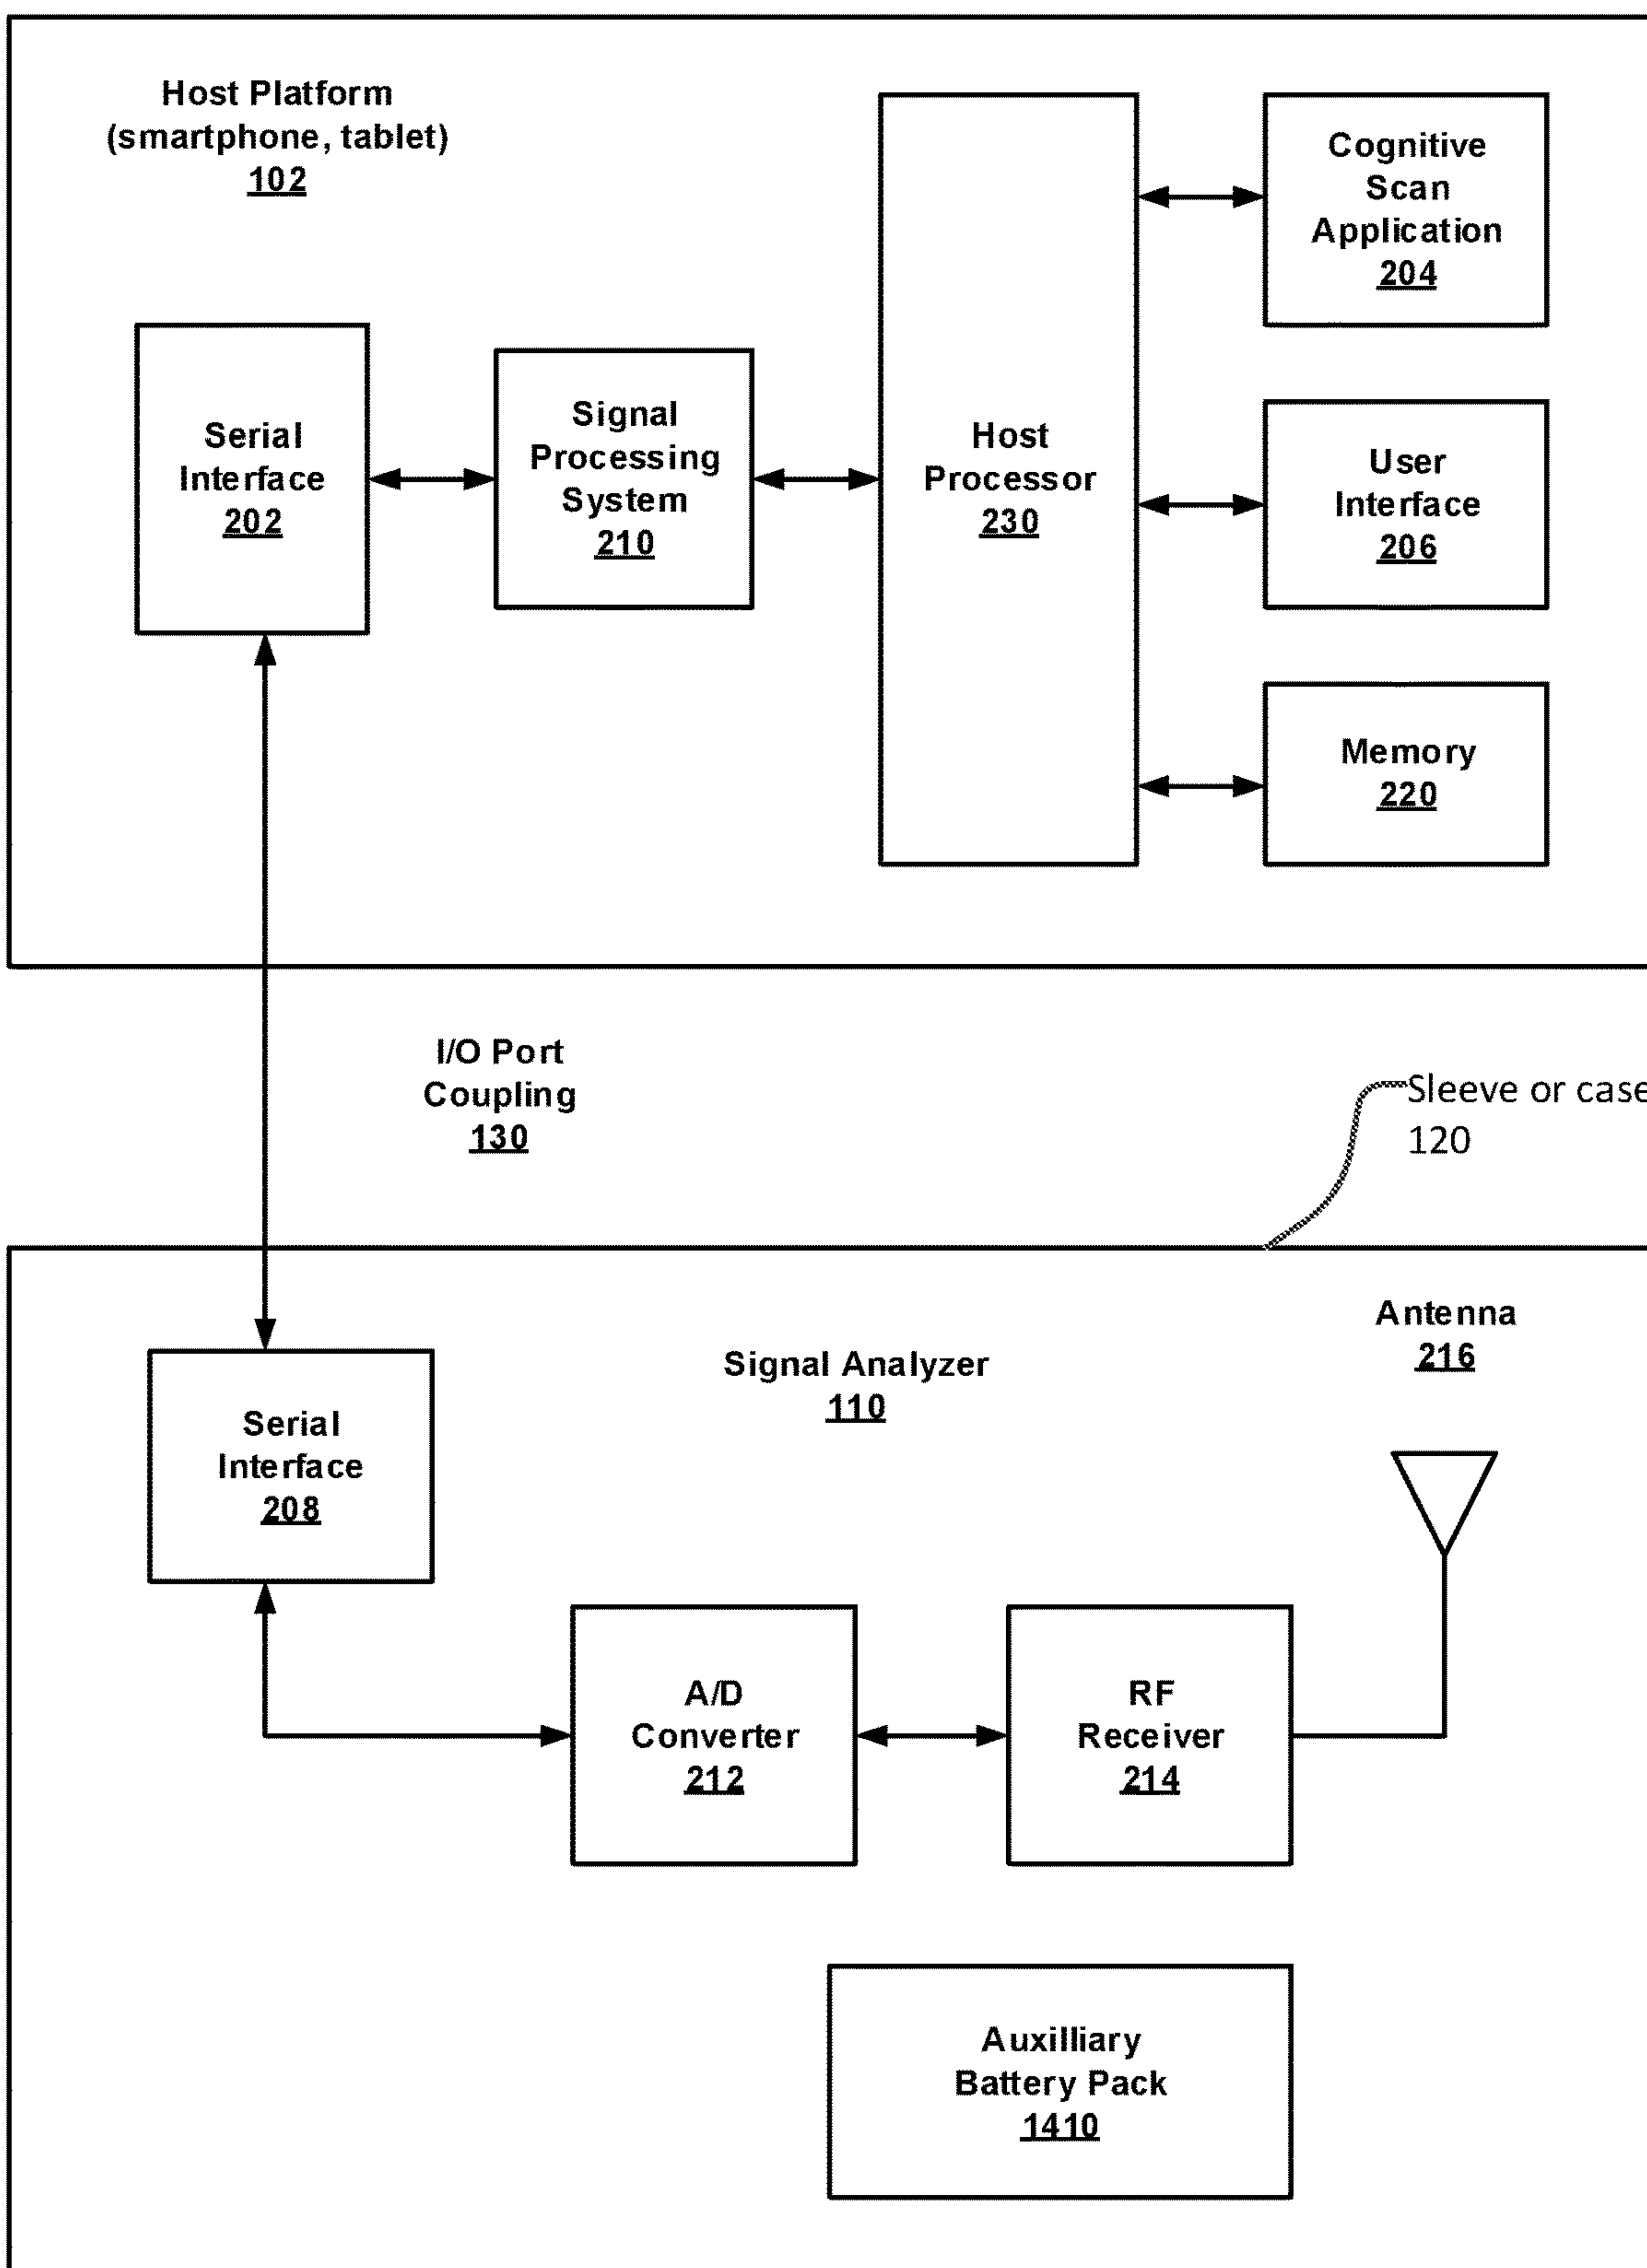 Host Platform
(smartphone, tablet)
102
Cognitive
Scan
Application
204
Serial
Interface
202
Signal
Processing
System
210
Host
Processor
230
User
Interface
206
Memory
220
I/O Port
Coupling
130
Sleeve or case
120
Antenna
216
Signal Analyzer
110
Serial
Interface
208
A/D
Converter
212
RF
Receiver
214
Auxilliary
Battery Pack
1410